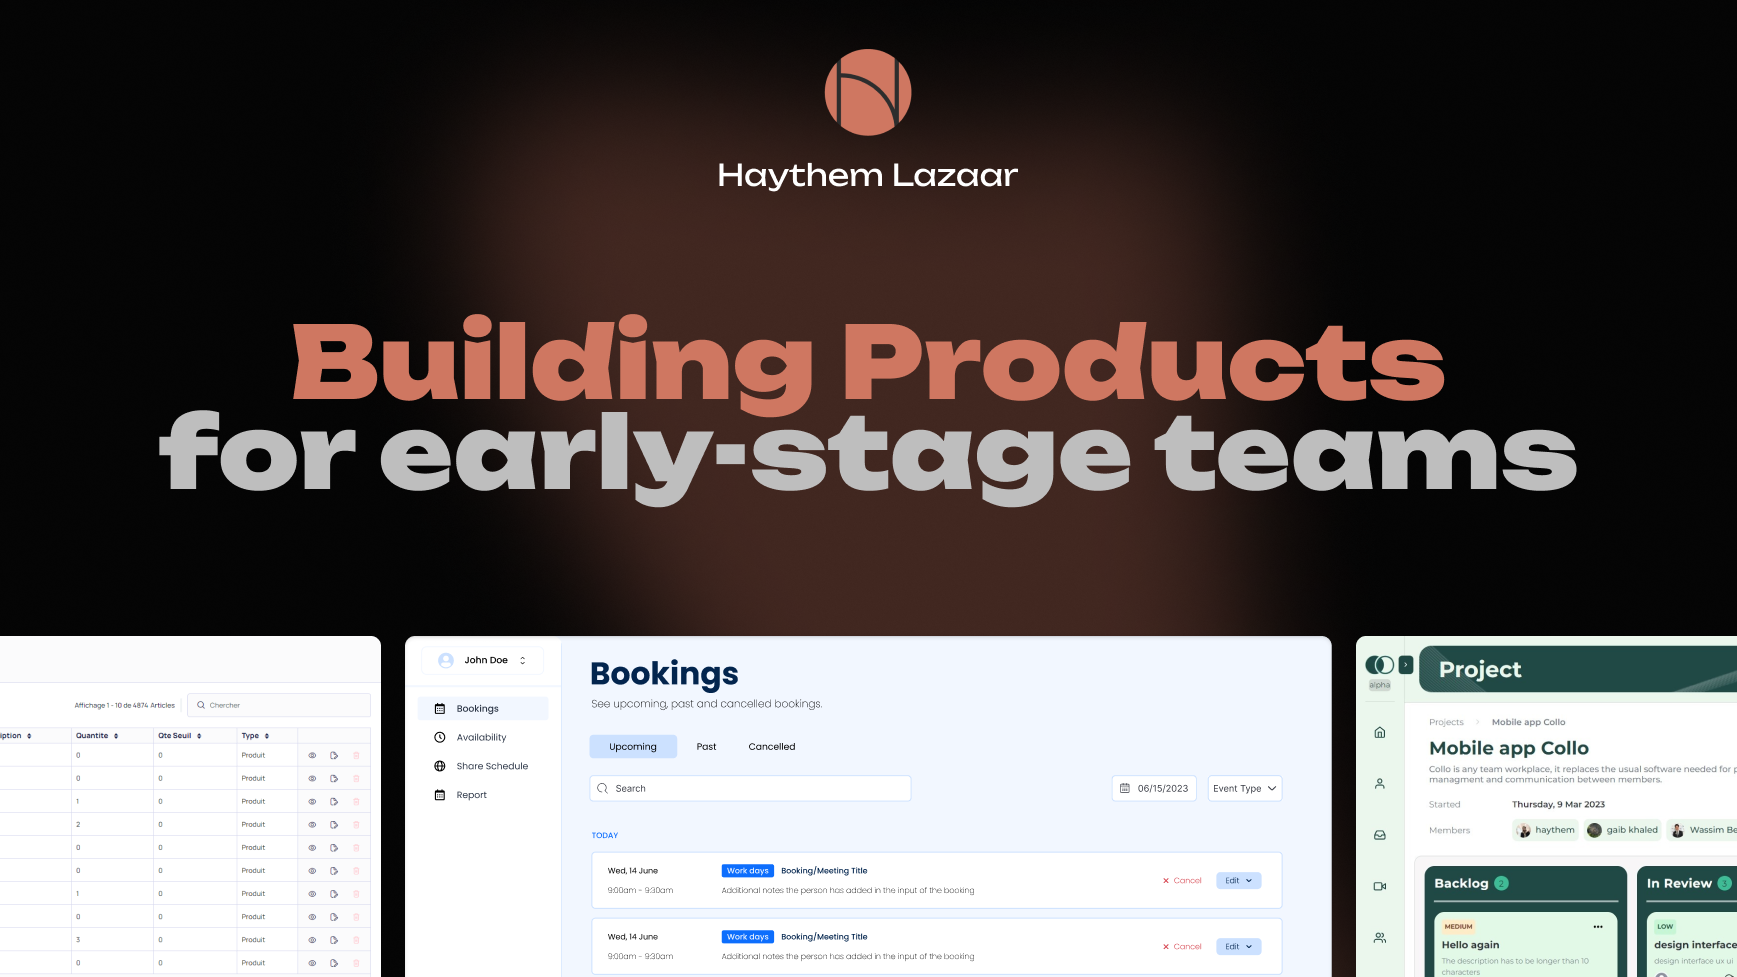 Haythem Lazaar
Building Products
for early-stage teams
Affichage 1 - 10 de 4874 Articles
Chercher
iption Quantite Qte Seuil Type
0 0 Produit
0 0 Produit
1 0 Produit
2 0 Produit
0 0 Produit
0 0 Produit
1 0 Produit
0 0 Produit
3 0 Produit
0 0 Produit
John Doe
Bookings
Availability
Share Schedule
Report
Bookings
See upcoming, past and cancelled bookings.
Upcoming Past Cancelled
Search 06/15/2023 Event Type
TODAY
Wed, 14 June Work days Booking/Meeting Title
9:00am - 9:30am Additional notes the person has added in the input of the booking
× Cancel Edit
Wed, 14 June Work days Booking/Meeting Title
9:00am - 9:30am Additional notes the person has added in the input of the booking
× Cancel Edit
alpha
Project
Projects > Mobile app Collo
Mobile app Collo
Collo is any team workplace, it replaces the usual software needed for p
managment and communication between members.
Started Thursday, 9 Mar 2023
Members haythem gaib khaled Wassim Be
Backlog 2
MEDIUM
Hello again
The description has to be longer than 10
characters
In Review 3
LOW
design interface
design interface ux ui